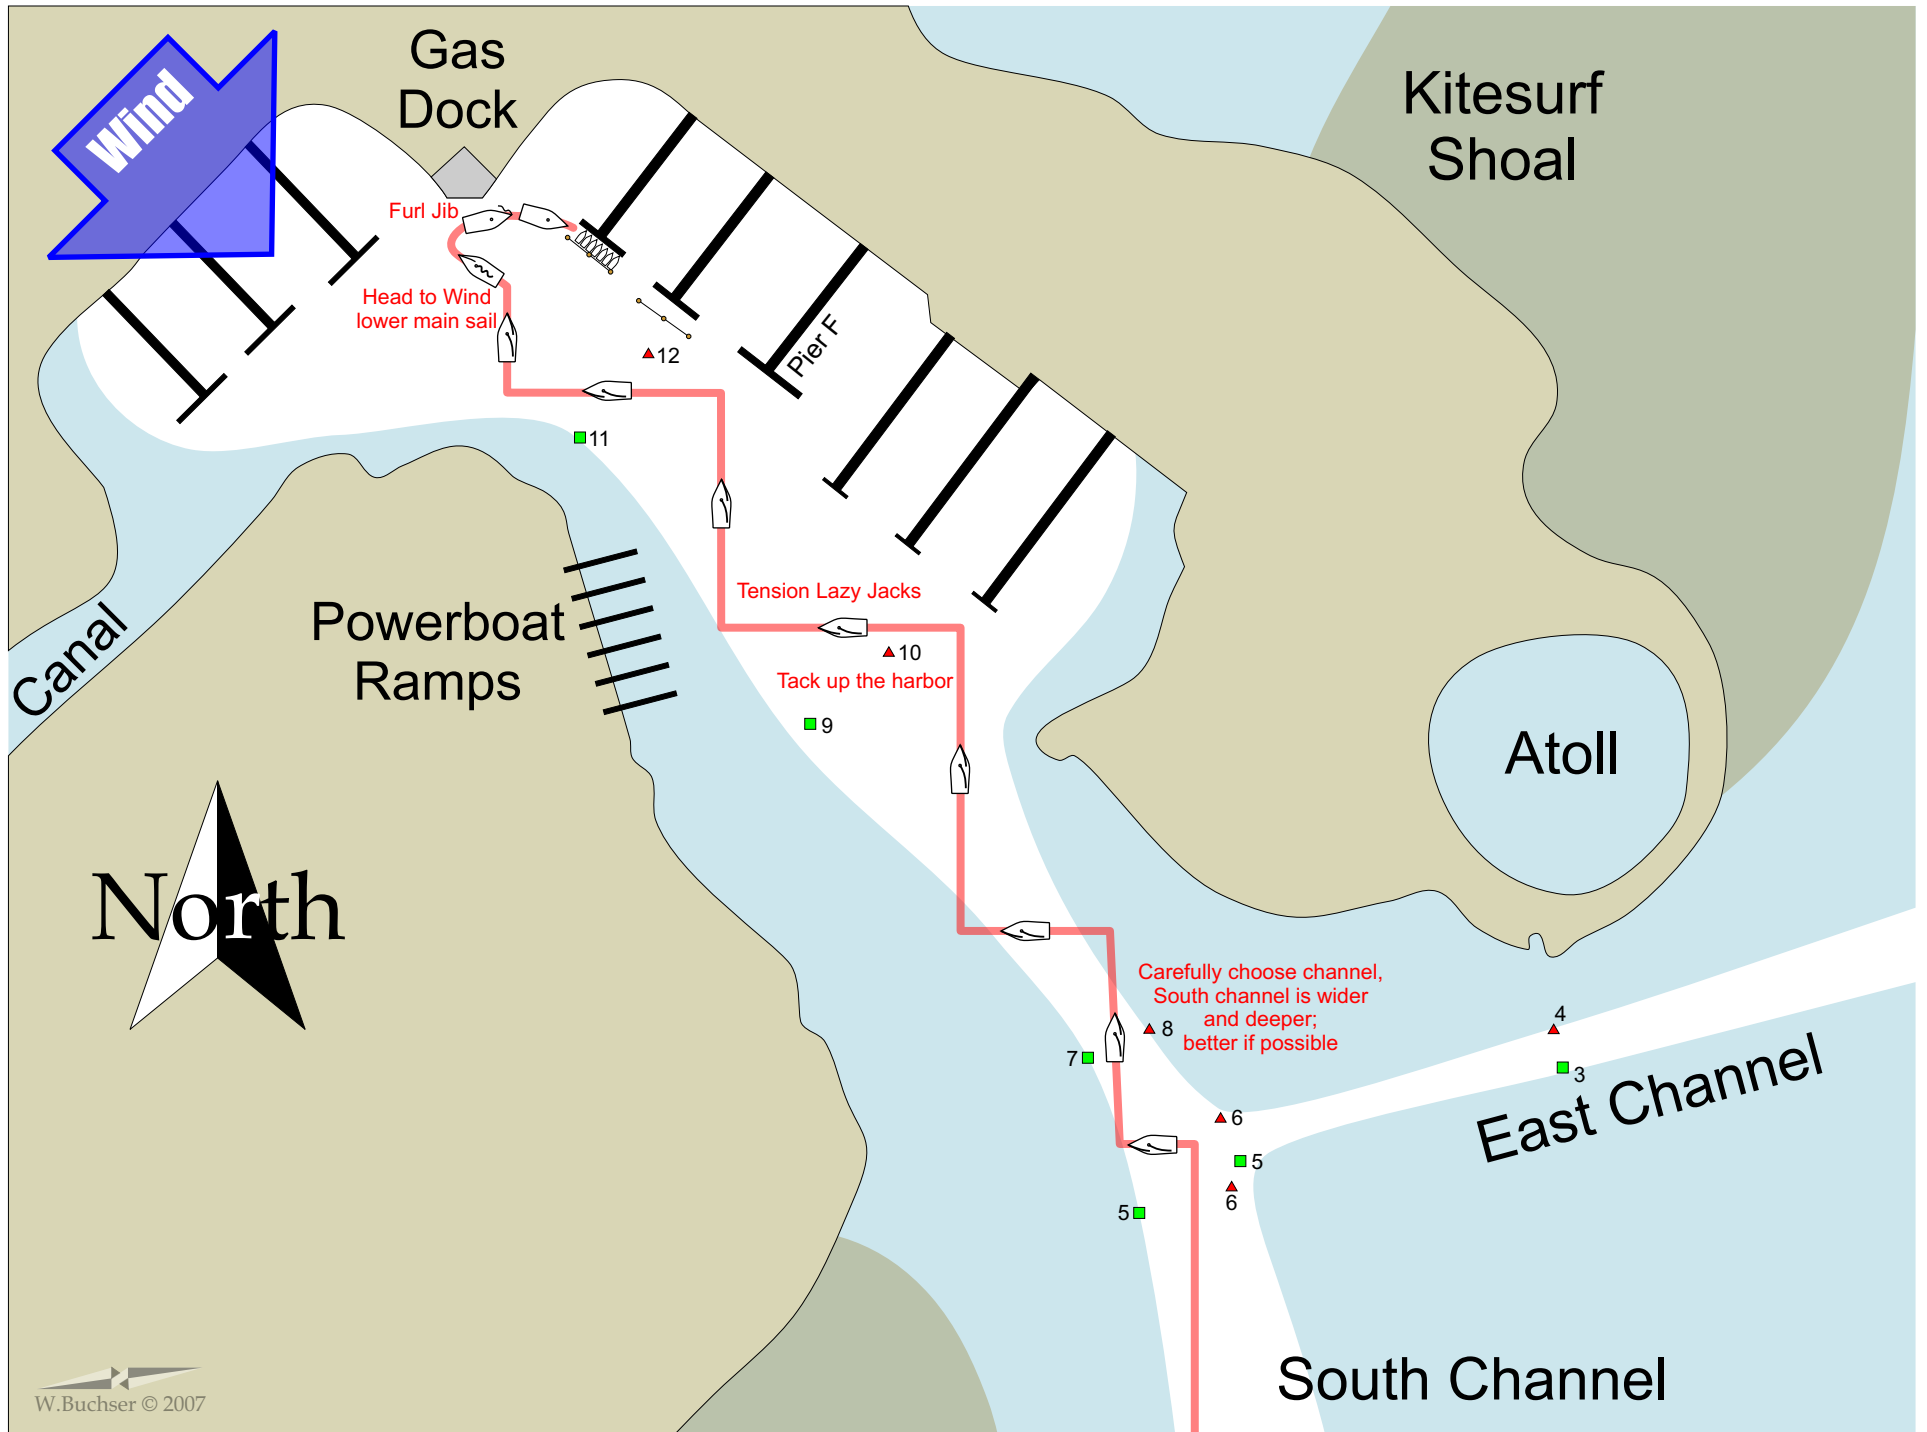 Wind
Gas
Dock
Kitesurf
Shoal
Furl Jib
Head to Wind
lower main sail
12
Pier F
11
Tension Lazy Jacks
Powerboat
Ramps
Canal
10
Tack up the harbor
9
Atoll
North
Carefully choose channel,
South channel is wider
and deeper;
better if possible
8
7
4
3
East Channel
6
5
6
5
South Channel
W.Buchser © 2007